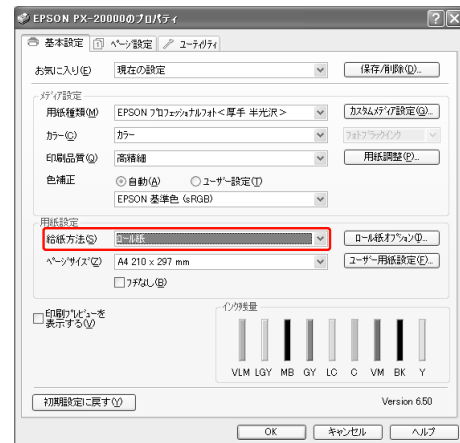 EPSON PX-20000のプロパティ
基本設定 ページ設定 ユーティリティ
お気に入り(F) 現在の設定 保存/削除(D)...
メディア設定
用紙種類(M) EPSON プロフェッショナルフォト<厚手 半光沢> カスタムメディア設定(G)...
カラー(C) カラー フォトブラックインク
印刷品質(Q) 高精細 用紙調整(P)...
色補正 自動(A) ユーザー設定(T)
EPSON 基準色 (sRGB)
用紙設定
給紙方法(S) ロール紙 ロール紙オプション(I)...
ページサイズ(Z) A4 210 x 297 mm ユーザー用紙設定(E)...
フチなし(B)
印刷プレビューを
表示する(V)
インク残量
VLM LGY MB GY LC C VM BK Y
初期設定に戻す(Y) Version 6.50
OK キャンセル ヘルプ